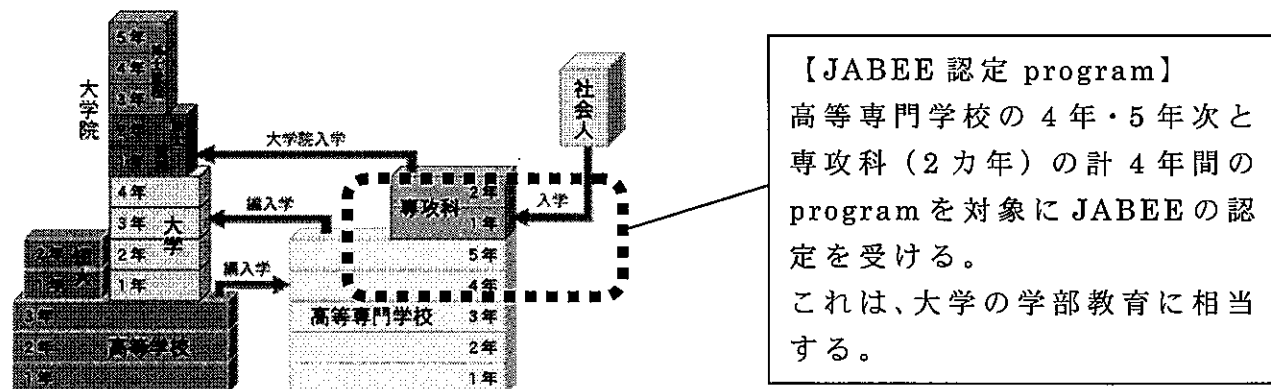 5年
4年
3年
大学院
1年
4年
3年
2年
1年
大学
2年
3年
2年
1年
高等学校
大学院入学
編入学
編入学
社会人
入学
専攻科
2年
1年
5年
4年
3年
2年
1年
高等専門学校
【JABEE 認定 program】
高等専門学校の 4 年・5 年次と
専攻科（2 カ年）の計 4 年間の
program を対象に JABEE の認
定を受ける。
これは、大学の学部教育に相当
する。